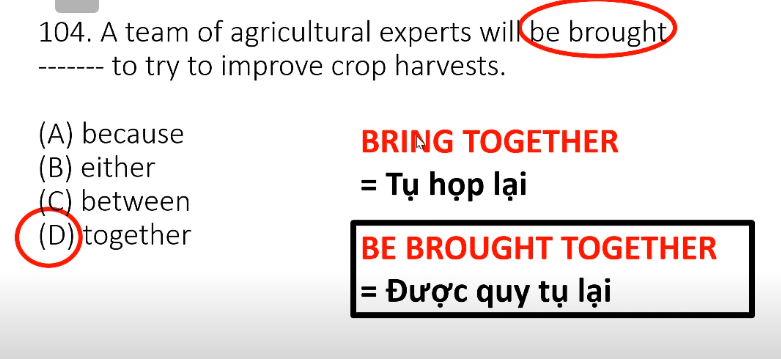 104. A team of agricultural experts will be brought
------- to try to improve crop harvests.
(A) because
(B) either
(C) between
(D) together
BRING TOGETHER
= Tụ họp lại
BE BROUGHT TOGETHER
= Được quy tụ lại